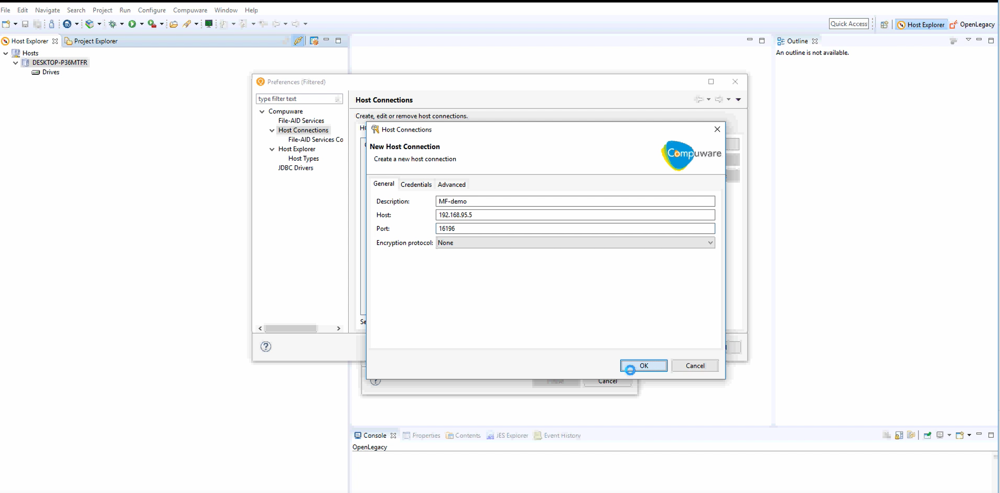 File Edit Navigate Search Project Run Configure Compuware Window Help
Quick Access
Host Explorer
OpenLegacy
Host Explorer
Project Explorer
Hosts
DESKTOP-P36MTFR
Drives
Outline
An outline is not available.
Preferences (Filtered)
type filter text
Compuware
File-AID Services
Host Connections
File-AID Services Co
Host Explorer
Host Types
JDBC Drivers
Host Connections
Create, edit or remove host connections.
Host Connections
New Host Connection
Create a new host connection
Compuware
General Credentials Advanced
Description: MF-demo
Host: 192.168.95.5
Port: 16196
Encryption protocol: None
Se
OK Cancel
Cancel
Console Properties Contents JES Explorer Event History
OpenLegacy